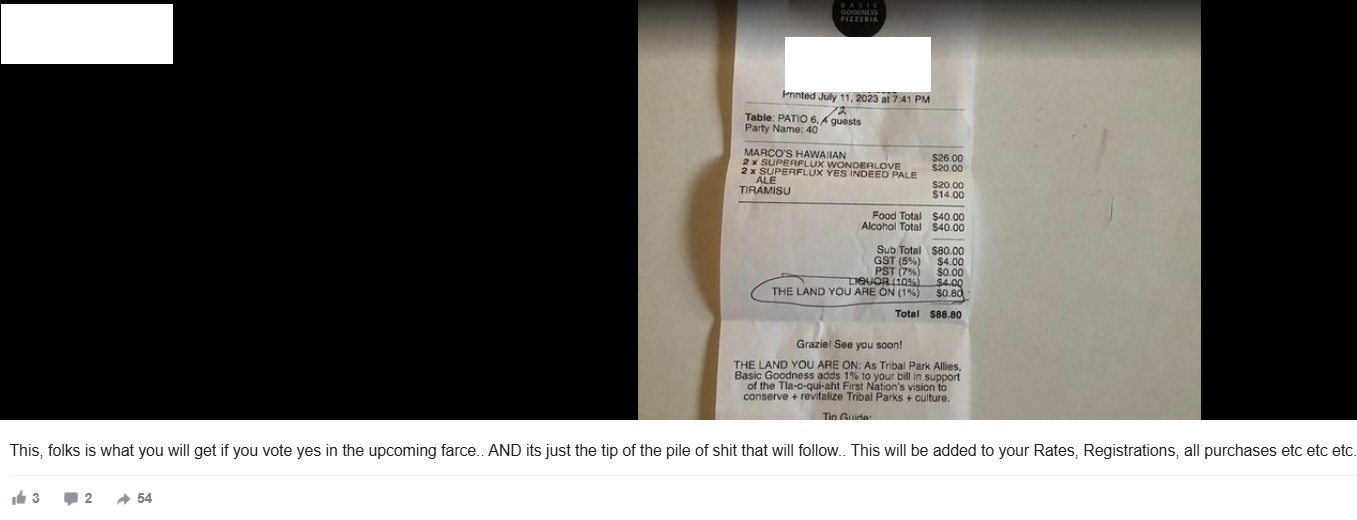 BASIC
GOODNESS
PIZZERIA
Printed July 11, 2023 at 7:41 PM
2
Table: PATIO 6, 4 guests
Party Name: 40
MARCO'S HAWAIIAN $26.00
2 x SUPERFLUX WONDERLOVE $20.00
2 x SUPERFLUX YES INDEED PALE
ALE $20.00
TIRAMISU $14.00
Food Total $40.00
Alcohol Total $40.00
Sub Total $80.00
GST (5%) $4.00
PST (7%) $0.00
LIQUOR (10%) $4.00
THE LAND YOU ARE ON (1%) $0.80
Total $88.80
Grazie! See you soon!
THE LAND YOU ARE ON: As Tribal Park Allies,
Basic Goodness adds 1% to your bill in support
of the Tla-o-qui-aht First Nation's vision to
conserve + revitalize Tribal Parks + culture.
Tip Guide:
This, folks is what you will get if you vote yes in the upcoming farce.. AND its just the tip of the pile of shit that will follow.. This will be added to your Rates, Registrations, all purchases etc etc etc.
3 2 54